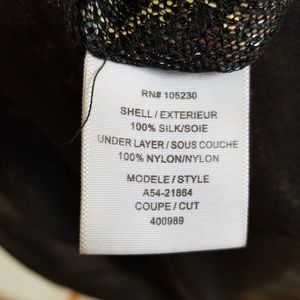 RN# 105230
SHELL / EXTERIEUR
100% SILK/SOIE
UNDER LAYER / SOUS COUCHE
100% NYLON/NYLON
MODELE / STYLE
A54-21864
COUPE / CUT
400989